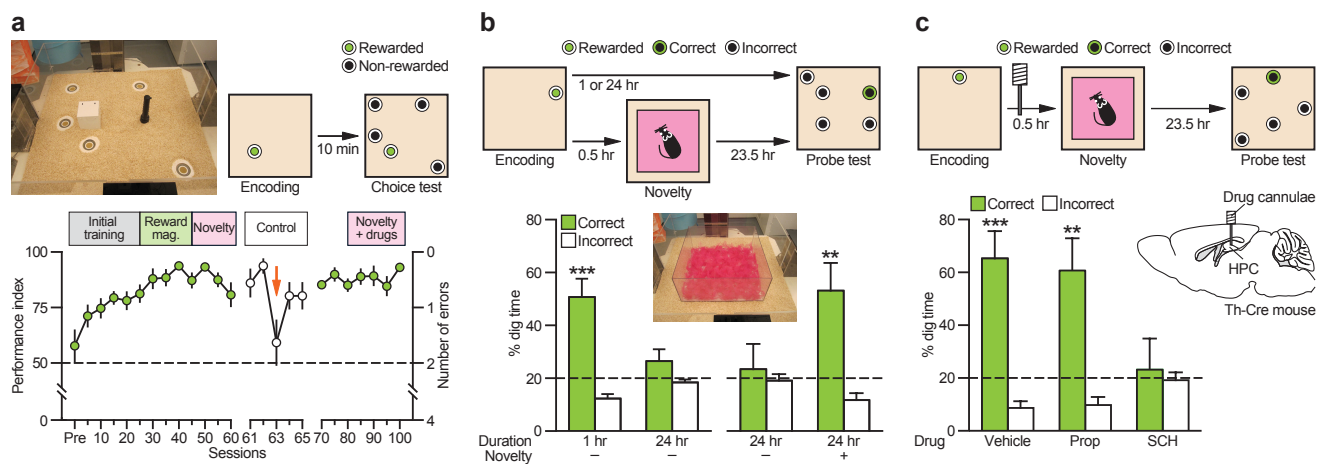 a
Rewarded
Non-rewarded
10 min
Encoding
Choice test
Initial
training
Reward
mag.
Novelty
Control
Novelty
+ drugs
Performance index
100
75
50
0
Number of errors
0
1
2
4
Pre
10
20
30
40
50
60
61
63
65
70
80
90
100
Sessions
b
Rewarded
Correct
Incorrect
1 or 24 hr
Encoding
0.5 hr
23.5 hr
Probe test
Novelty
% dig time
80
60
40
20
0
Correct
Incorrect
***
**
Duration
1 hr
24 hr
24 hr
24 hr
Novelty
–
–
–
+
c
Rewarded
Correct
Incorrect
0.5 hr
23.5 hr
Encoding
Novelty
Probe test
% dig time
80
60
40
20
0
Correct
Incorrect
***
**
Drug
Vehicle
Prop
SCH
Drug cannulae
HPC
Th-Cre mouse